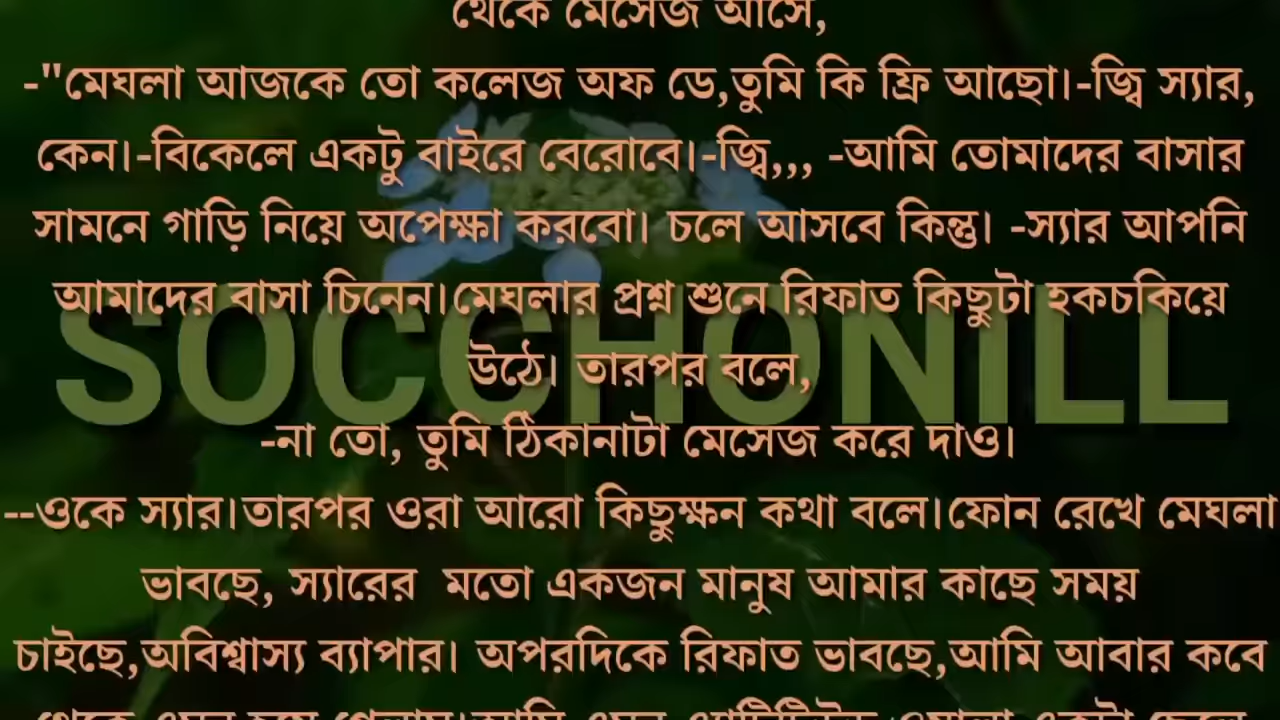 থেকে মেসেজ আসে,
-"মেঘলা আজকে তো কলেজ অফ ডে,তুমি কি ফ্রি আছো।-জ্বি স্যার,
কেন।-বিকেলে একটু বাইরে বেরোবে।-জ্বি,,, -আমি তোমাদের বাসার
সামনে গাড়ি নিয়ে অপেক্ষা করবো। চলে আসবে কিন্তু। -স্যার আপনি
আমাদের বাসা চিনেন।মেঘলার প্রশ্ন শুনে রিফাত কিছুটা হকচকিয়ে
উঠে। তারপর বলে,
SOCCHONILL
-না তো, তুমি ঠিকানাটা মেসেজ করে দাও।
--ওকে স্যার।তারপর ওরা আরো কিছুক্ষন কথা বলে।ফোন রেখে মেঘলা
ভাবছে, স্যারের মতো একজন মানুষ আমার কাছে সময়
চাইছে,অবিশ্বাস্য ব্যাপার। অপরদিকে রিফাত ভাবছে,আমি আবার কবে